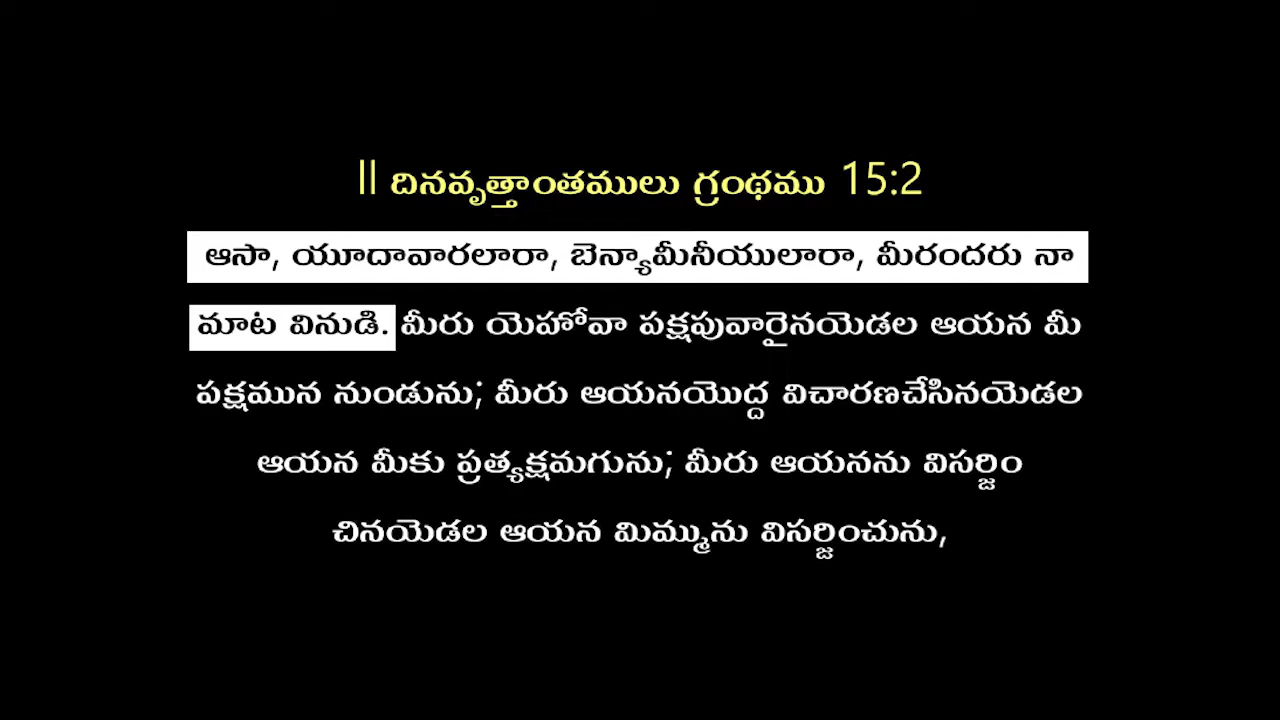 II దినవృత్తాంతములు గ్రంథము 15:2
ఆసా, యూదావారలారా, బెన్యామీనీయులారా, మీరందరు నా
మాట వినుడి. మీరు యెహోవా పక్షపువారైనయెడల ఆయన మీ
పక్షమున నుండును; మీరు ఆయనయొద్ద విచారణచేసినయెడల
ఆయన మీకు ప్రత్యక్షమగును; మీరు ఆయనను విసర్జిం
చినయెడల ఆయన మిమ్మును విసర్జించును,